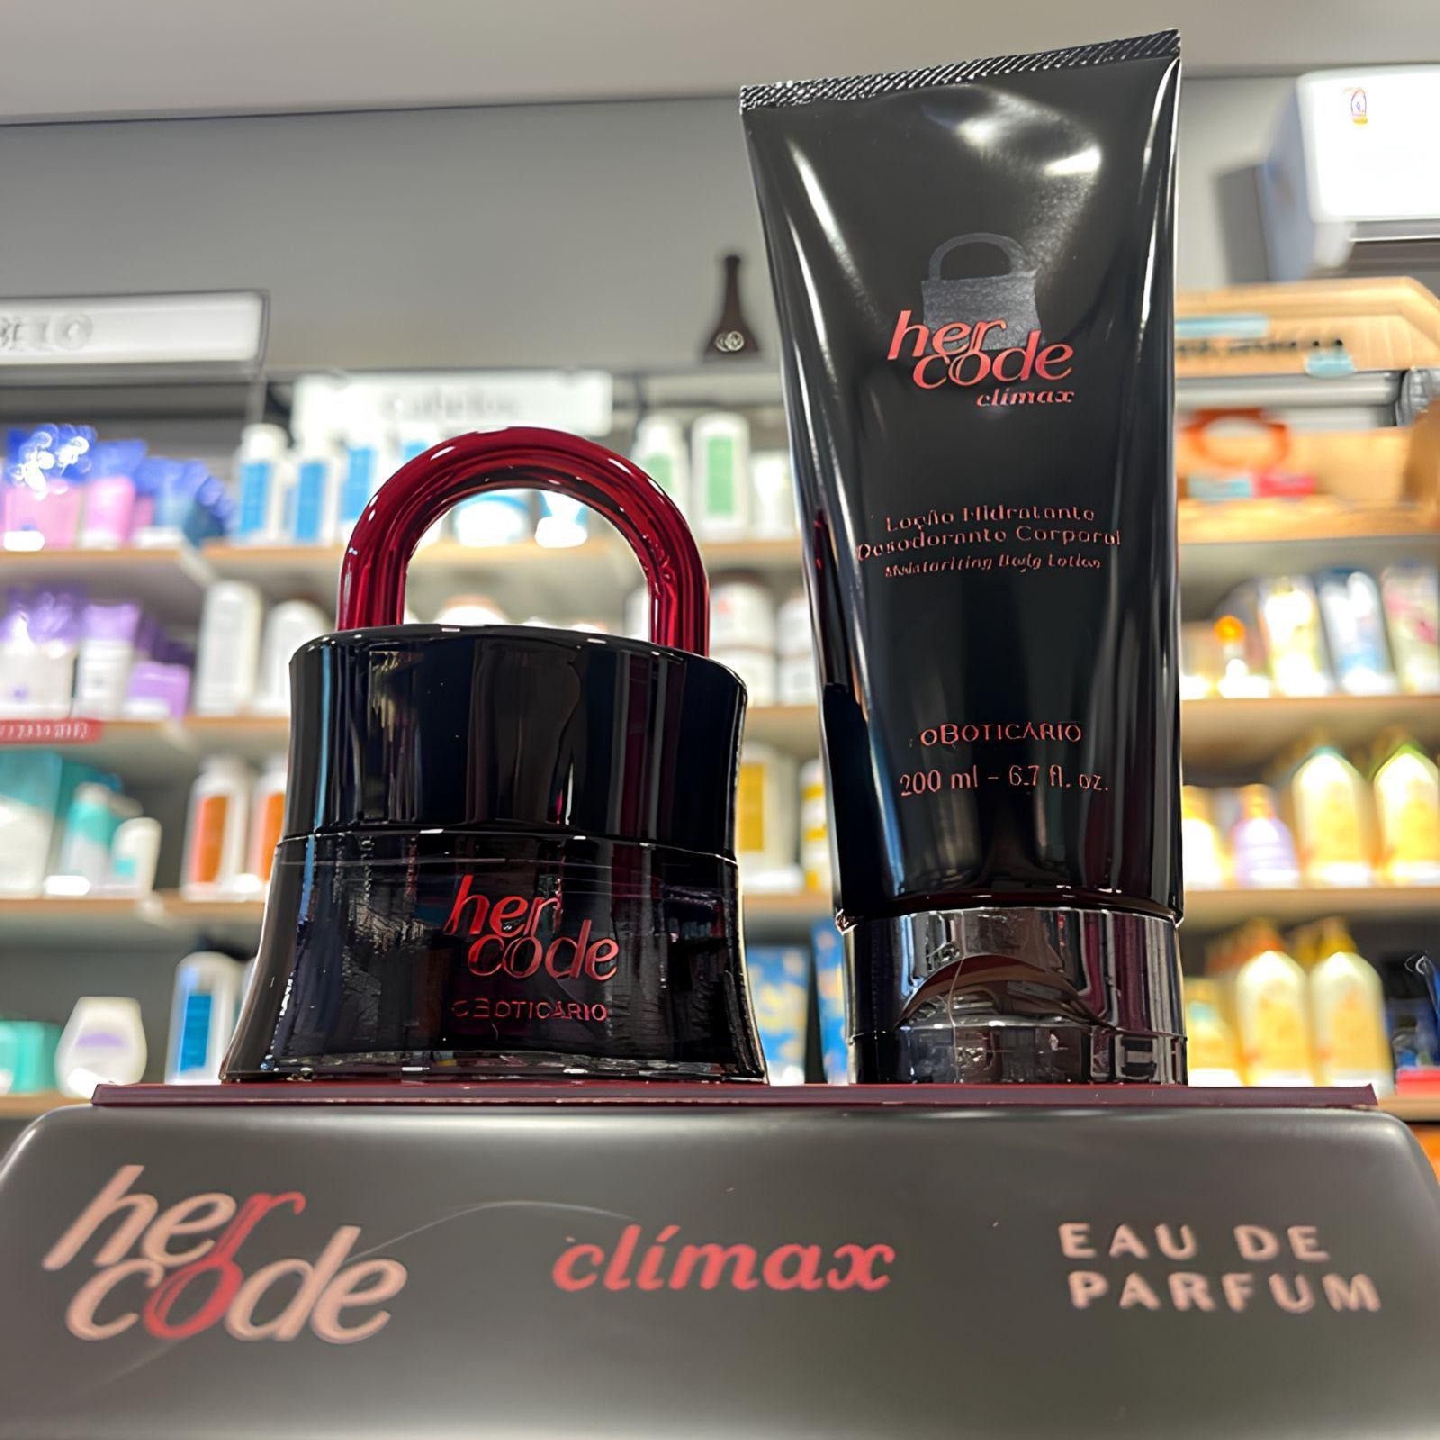 her
code
clímax
Loção Hidratante
Desodorante Corporal
Moisturizing Body Lotion
oBOTICÁRIO
200 ml - 6.7 fl. oz.
her
code
oBOTICÁRIO
her
code
clímax
EAU DE
PARFUM